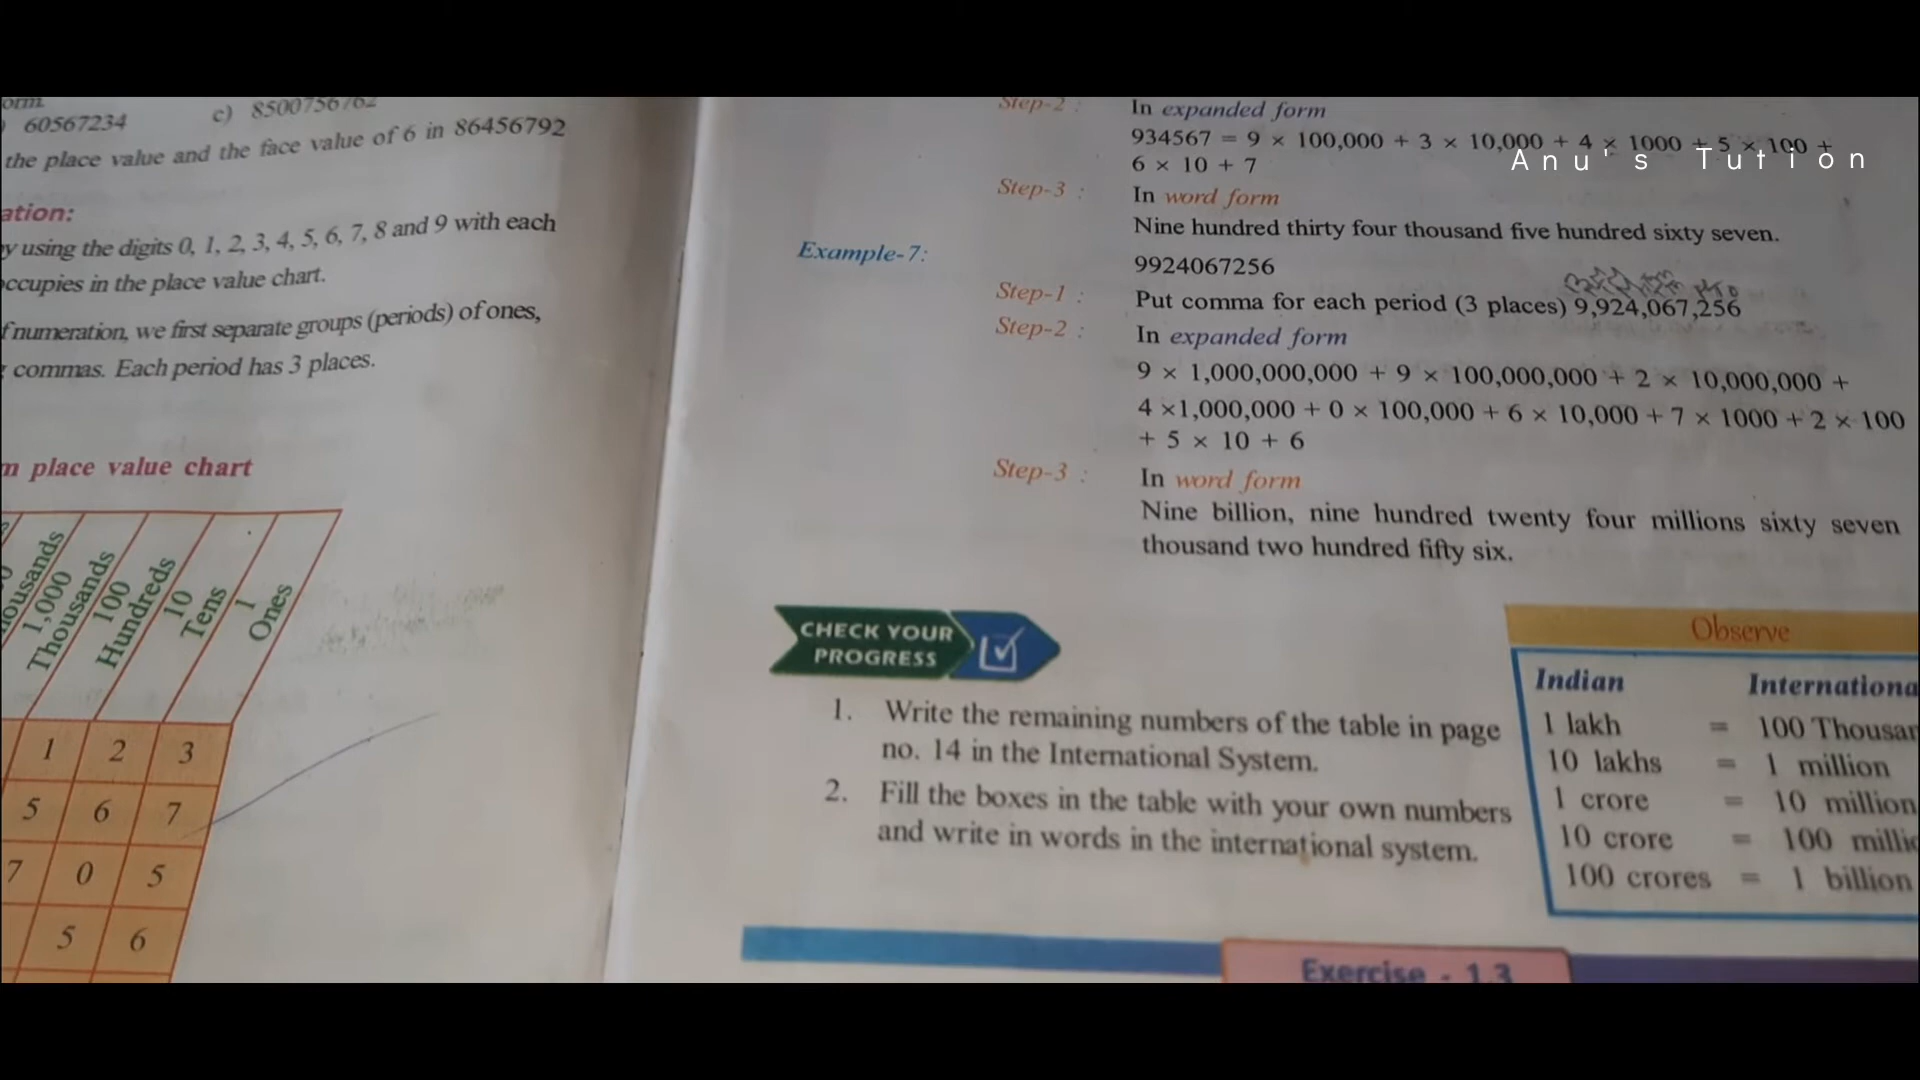 60567234
c) 8500756762
the place value and the face value of 6 in 86456792
ation:
y using the digits 0, 1, 2, 3, 4, 5, 6, 7, 8 and 9 with each
occupies in the place value chart.
f numeration, we first separate groups (periods) of ones,
commas. Each period has 3 places.
n place value chart
1,000
Thousands
100
Hundreds
10
Tens
1
Ones
1 2 3
5 6 7
7 0 5
5 6
Step-2 : In expanded form
934567 = 9 × 100,000 + 3 × 10,000 + 4 × 1000 + 5 × 100 +
6 × 10 + 7
Anu's Tution
Step-3 : In word form
Nine hundred thirty four thousand five hundred sixty seven.
Example-7: 9924067256
Step-1 : Put comma for each period (3 places) 9,924,067,256
Step-2 : In expanded form
9 × 1,000,000,000 + 9 × 100,000,000 + 2 × 10,000,000 +
4 ×1,000,000 + 0 × 100,000 + 6 × 10,000 + 7 × 1000 + 2 × 100
+ 5 × 10 + 6
Step-3 : In word form
Nine billion, nine hundred twenty four millions sixty seven
thousand two hundred fifty six.
CHECK YOUR
PROGRESS
1. Write the remaining numbers of the table in page
no. 14 in the International System.
2. Fill the boxes in the table with your own numbers
and write in words in the international system.
Observe
Indian Internationa
1 lakh = 100 Thousan
10 lakhs = 1 million
1 crore = 10 million
10 crore = 100 millio
100 crores = 1 billion
Exercise - 1.3